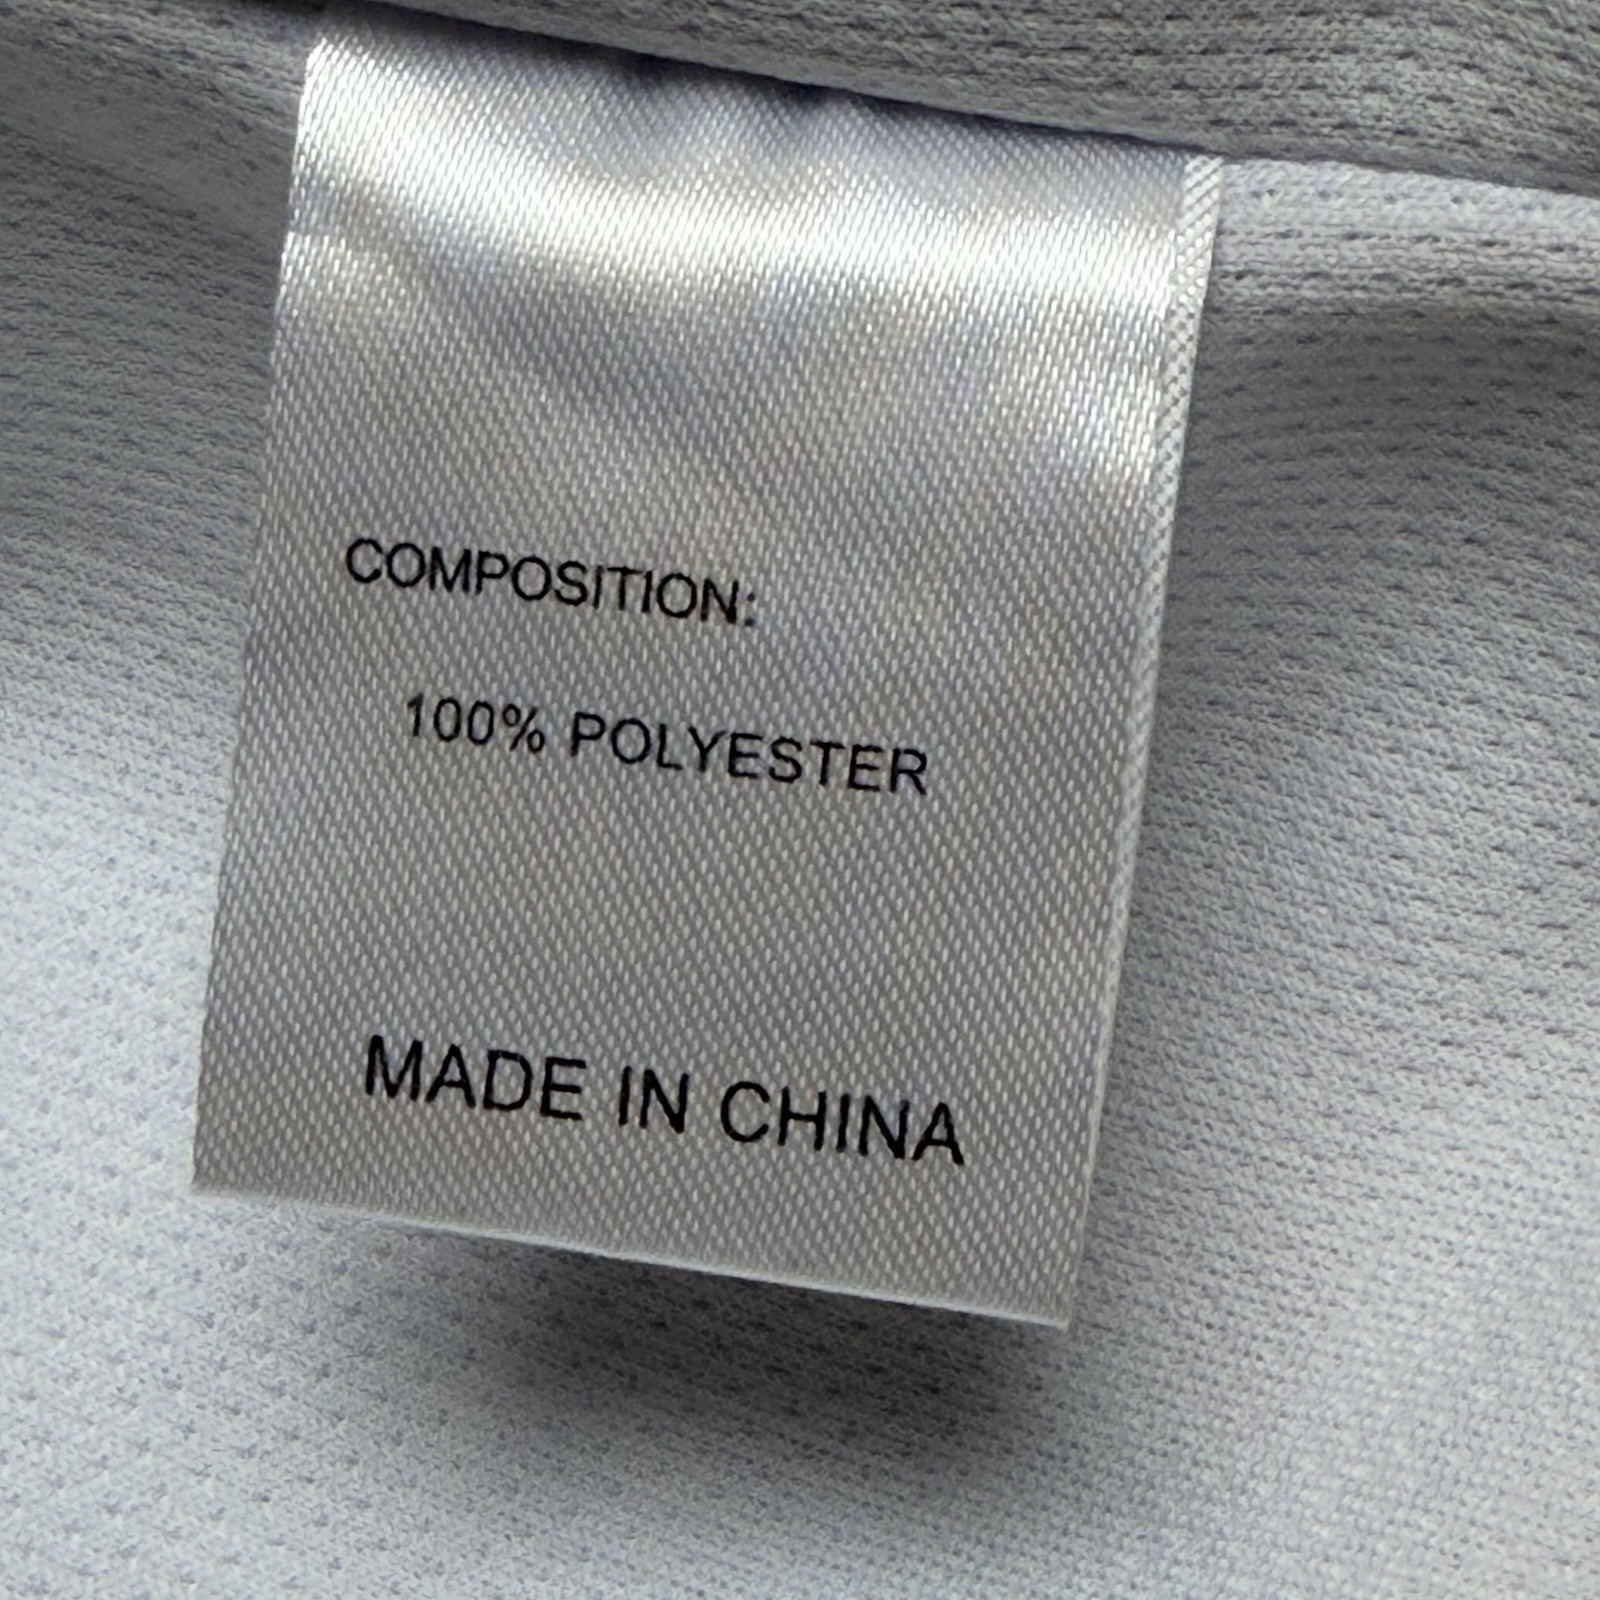 COMPOSITION:
100% POLYESTER
MADE IN CHINA